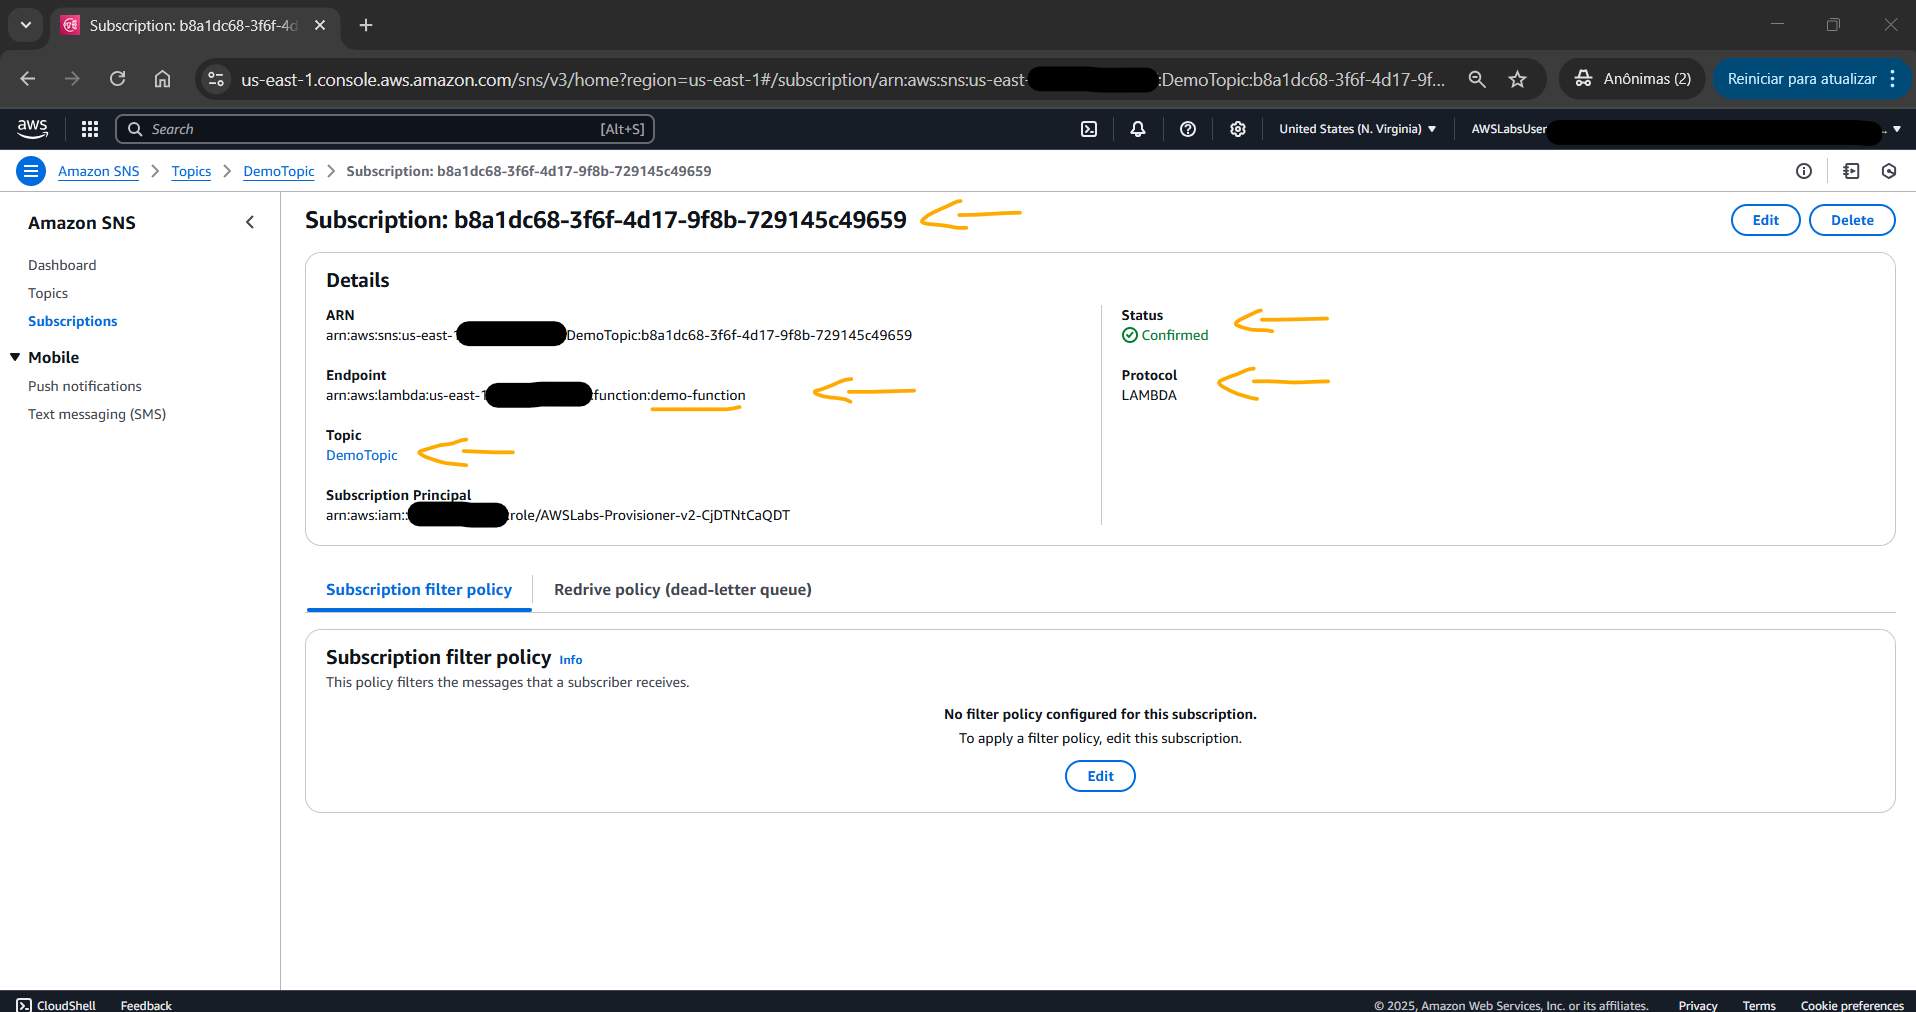 Subscription: b8a1dc68-3f6f-4d
us-east-1.console.aws.amazon.com/sns/v3/home?region=us-east-1#/subscription/arn:aws:sns:us-east- :DemoTopic:b8a1dc68-3f6f-4d17-9f...
Anônimas (2)
Reiniciar para atualizar
aws
Search
[Alt+S]
United States (N. Virginia)
AWSLabsUser ..
Amazon SNS
Topics
DemoTopic
Subscription: b8a1dc68-3f6f-4d17-9f8b-729145c49659
Amazon SNS
Dashboard
Topics
Subscriptions
Mobile
Push notifications
Text messaging (SMS)
Subscription: b8a1dc68-3f6f-4d17-9f8b-729145c49659
Edit
Delete
Details
ARN
arn:aws:sns:us-east-1 DemoTopic:b8a1dc68-3f6f-4d17-9f8b-729145c49659
Endpoint
arn:aws:lambda:us-east-1 function:demo-function
Topic
DemoTopic
Subscription Principal
arn:aws:iam:: :role/AWSLabs-Provisioner-v2-CjDTNtCaQDT
Status
Confirmed
Protocol
LAMBDA
Subscription filter policy
Redrive policy (dead-letter queue)
Subscription filter policy Info
This policy filters the messages that a subscriber receives.
No filter policy configured for this subscription.
To apply a filter policy, edit this subscription.
Edit
CloudShell
Feedback
© 2025, Amazon Web Services, Inc. or its affiliates.
Privacy
Terms
Cookie preferences